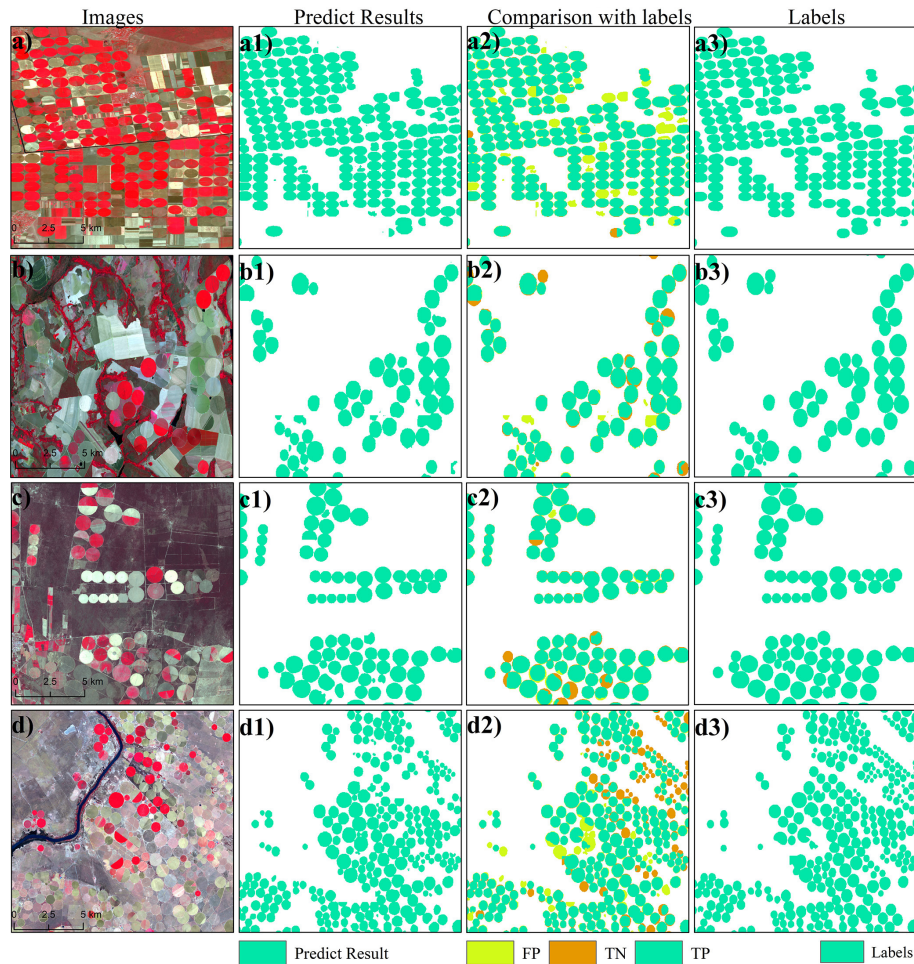 Images Predict Results Comparison with labels Labels
a) a1) a2) a3)
0 2.5 5 km
b) b1) b2) b3)
0 2.5 5 km
c) c1) c2) c3)
0 2.5 5 km
d) d1) d2) d3)
0 2.5 5 km
Predict Result FP TN TP Labels